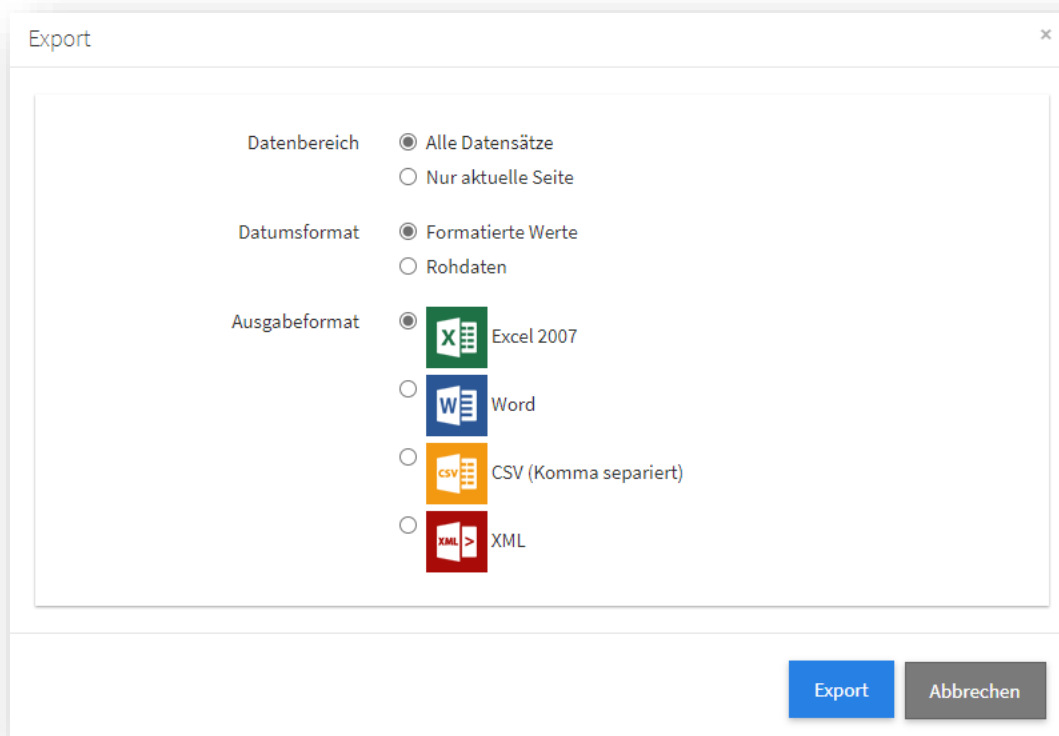 Export ×
Datenbereich Alle Datensätze
Nur aktuelle Seite
Datumsformat Formatierte Werte
Rohdaten
Ausgabeformat X Excel 2007
W Word
CSV CSV (Komma separiert)
XML > XML
Export Abbrechen